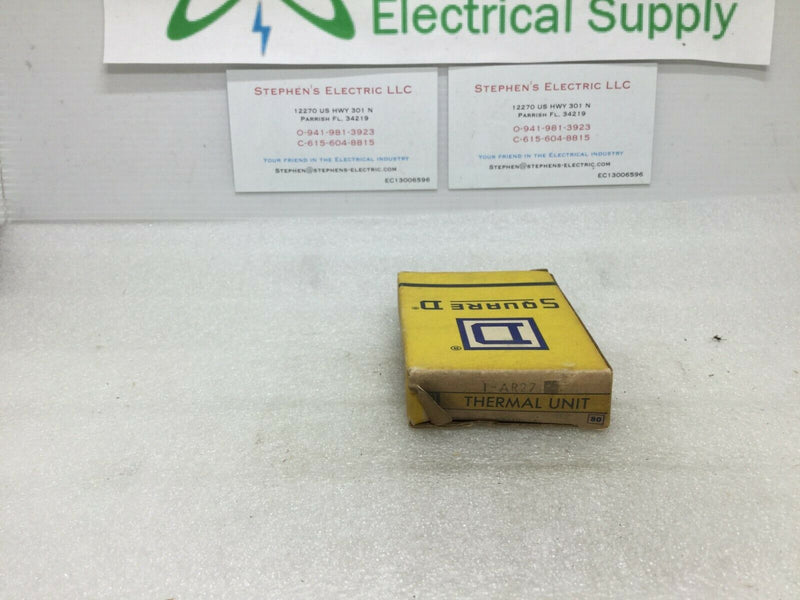 Electrical Supply
STEPHEN'S ELECTRIC LLC
12270 US HWY 301 N
PARRISH FL, 34219
O-941-981-3923
C-615-604-8815
YOUR FRIEND IN THE ELECTRICAL INDUSTRY
STEPHEN@STEPHENS-ELECTRIC.COM
EC13006596
STEPHEN'S ELECTRIC LLC
12270 US HWY 301 N
PARRISH FL, 34219
O-941-981-3923
C-615-604-8815
YOUR FRIEND IN THE ELECTRICAL INDUSTRY
STEPHEN@STEPHENS-ELECTRIC.COM
EC13006596
SQUARE D®
D®
1-AR27
THERMAL UNIT